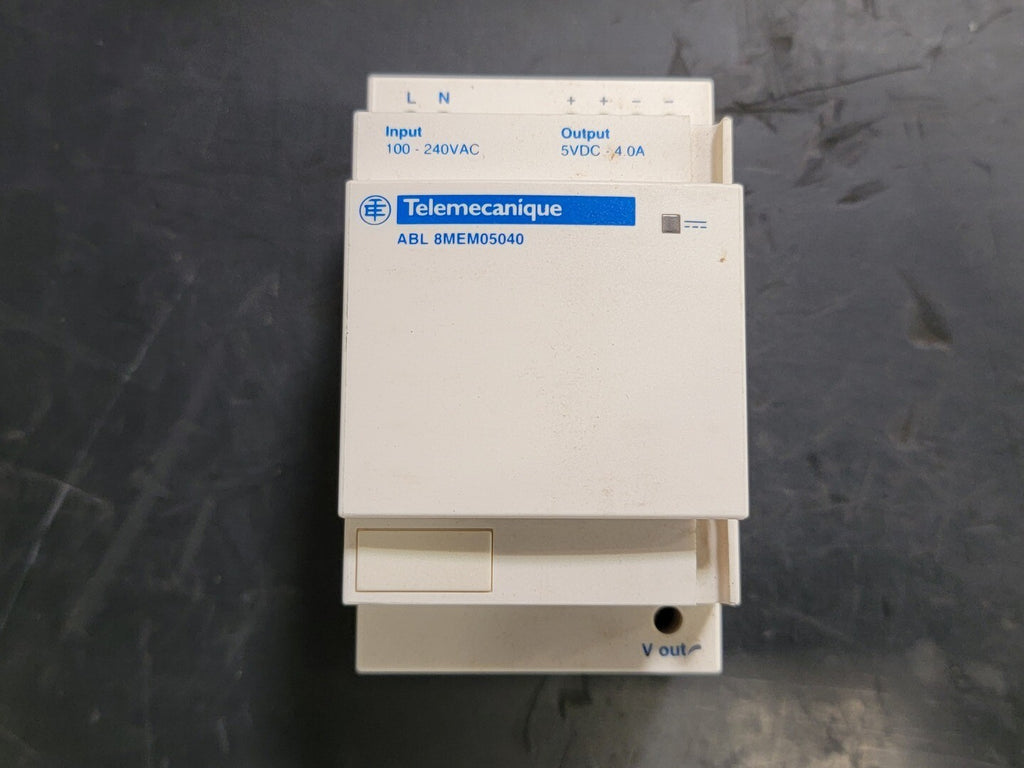 L N + + - -
Input Output
100 - 240VAC 5VDC - 4.0A
Telemecanique
ABL 8MEM05040
V out